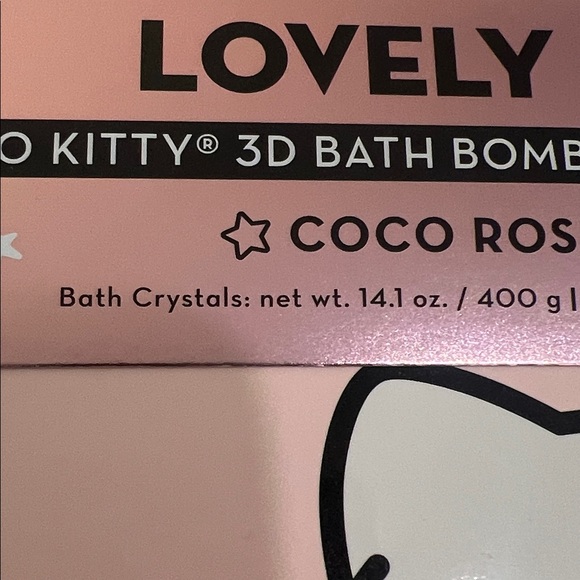 LOVELY
O KITTY® 3D BATH BOMB
COCO ROS
Bath Crystals: net wt. 14.1 oz. / 400 g |